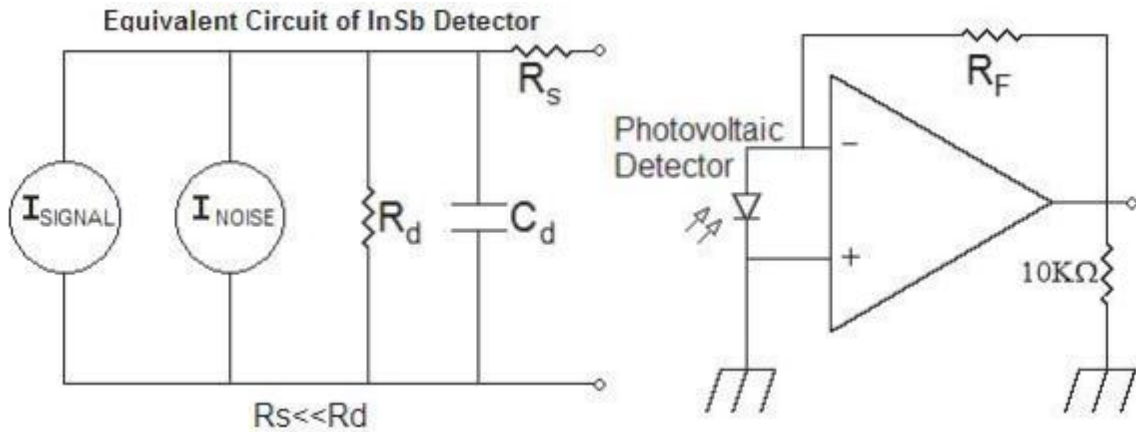 Equivalent Circuit of InSb Detector
Rs
ISIGNAL
INOISE
Rd
Cd
Rs<<Rd
RF
Photovoltaic
Detector
−
+
10KΩ